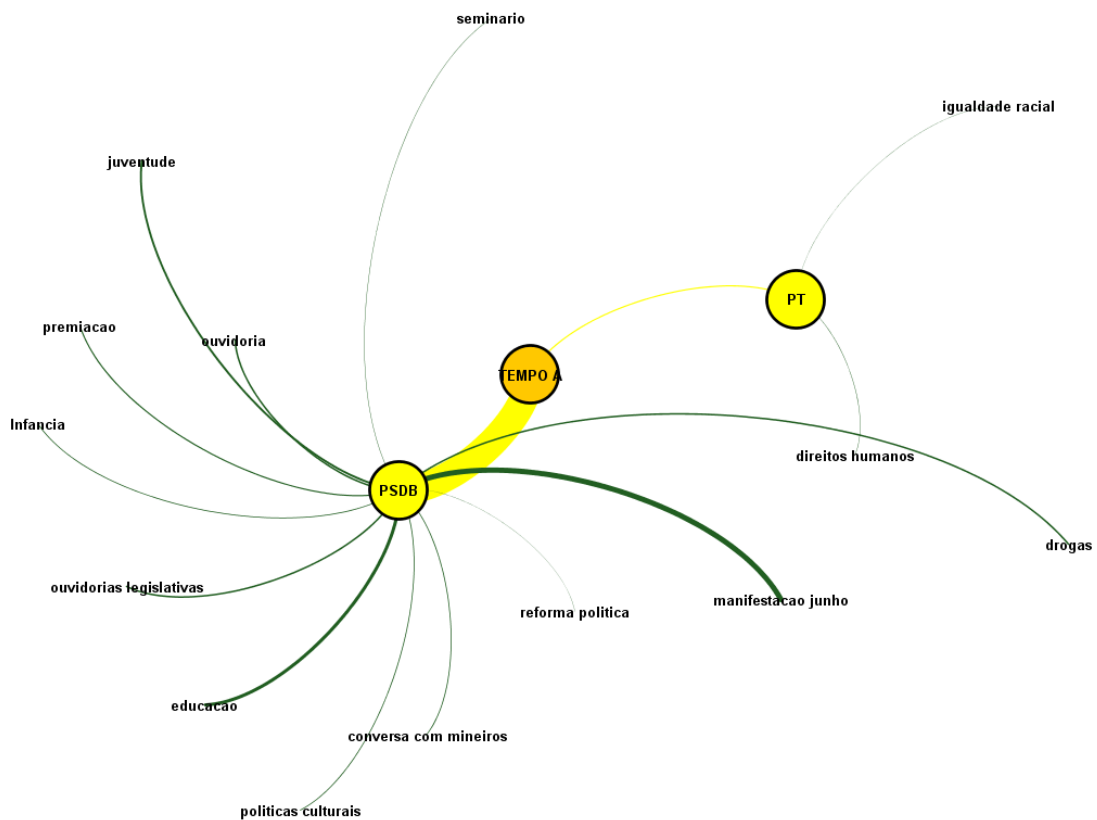 seminario
igualdade racial
juventude
PT
premiacao
ouvidoria
TEMPO A
Infancia
direitos humanos
PSDB
drogas
ouvidorias legislativas
manifestacao junho
reforma politica
educacao
conversa com mineiros
politicas culturais